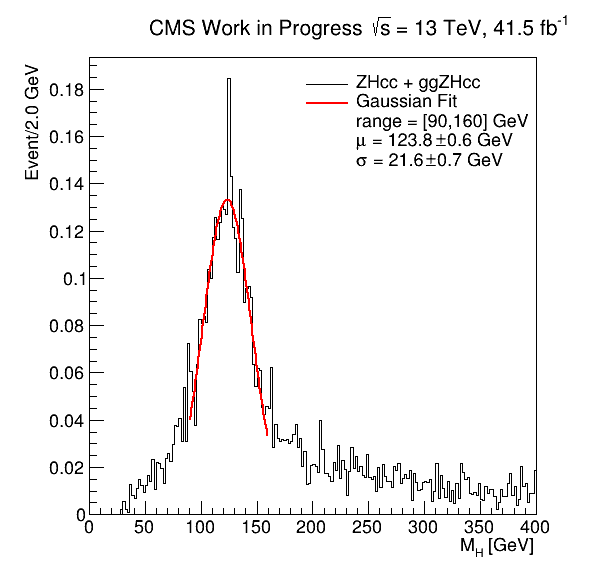 CMS Work in Progress √s = 13 TeV, 41.5 fb⁻¹
Event/2.0 GeV
ZHcc + ggZHcc
Gaussian Fit
range = [90,160] GeV
μ = 123.8±0.6 GeV
σ = 21.6±0.7 GeV
0.18
0.16
0.14
0.12
0.1
0.08
0.06
0.04
0.02
0
0 50 100 150 200 250 300 350 400
M_H [GeV]